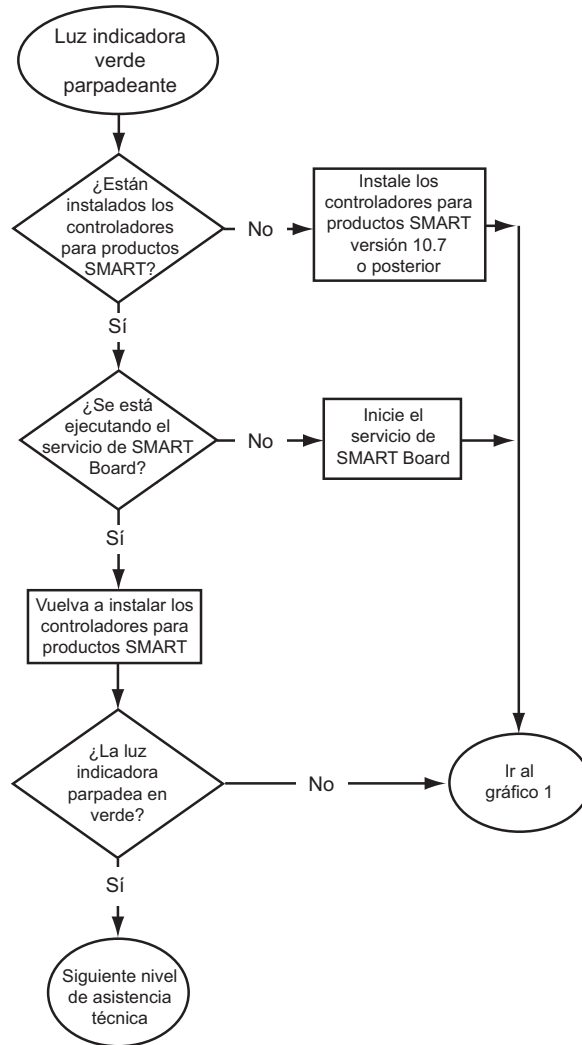 Luz indicadora
verde
parpadeante
¿Están
instalados los
controladores
para productos
SMART?
No
Instale los
controladores para
productos SMART
versión 10.7
o posterior
Sí
¿Se está
ejecutando el
servicio de SMART
Board?
No
Inicie el
servicio de
SMART Board
Sí
Vuelva a instalar los
controladores para
productos SMART
¿La luz
indicadora
parpadea en
verde?
No
Ir al
gráfico 1
Sí
Siguiente nivel
de asistencia
técnica